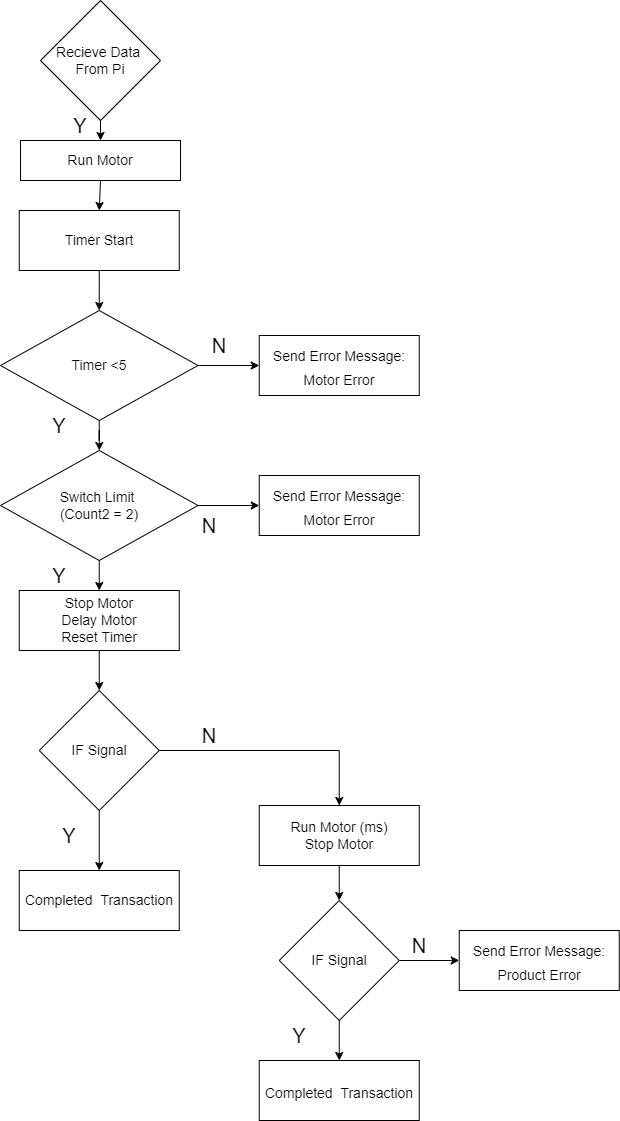 Recieve Data
From Pi
Y
Run Motor
Timer Start
Timer <5
N
Send Error Message:
Motor Error
Y
Switch Limit
(Count2 = 2)
N
Send Error Message:
Motor Error
Y
Stop Motor
Delay Motor
Reset Timer
IF Signal
N
Y
Run Motor (ms)
Stop Motor
Completed  Transaction
IF Signal
N
Send Error Message:
Product Error
Y
Completed  Transaction